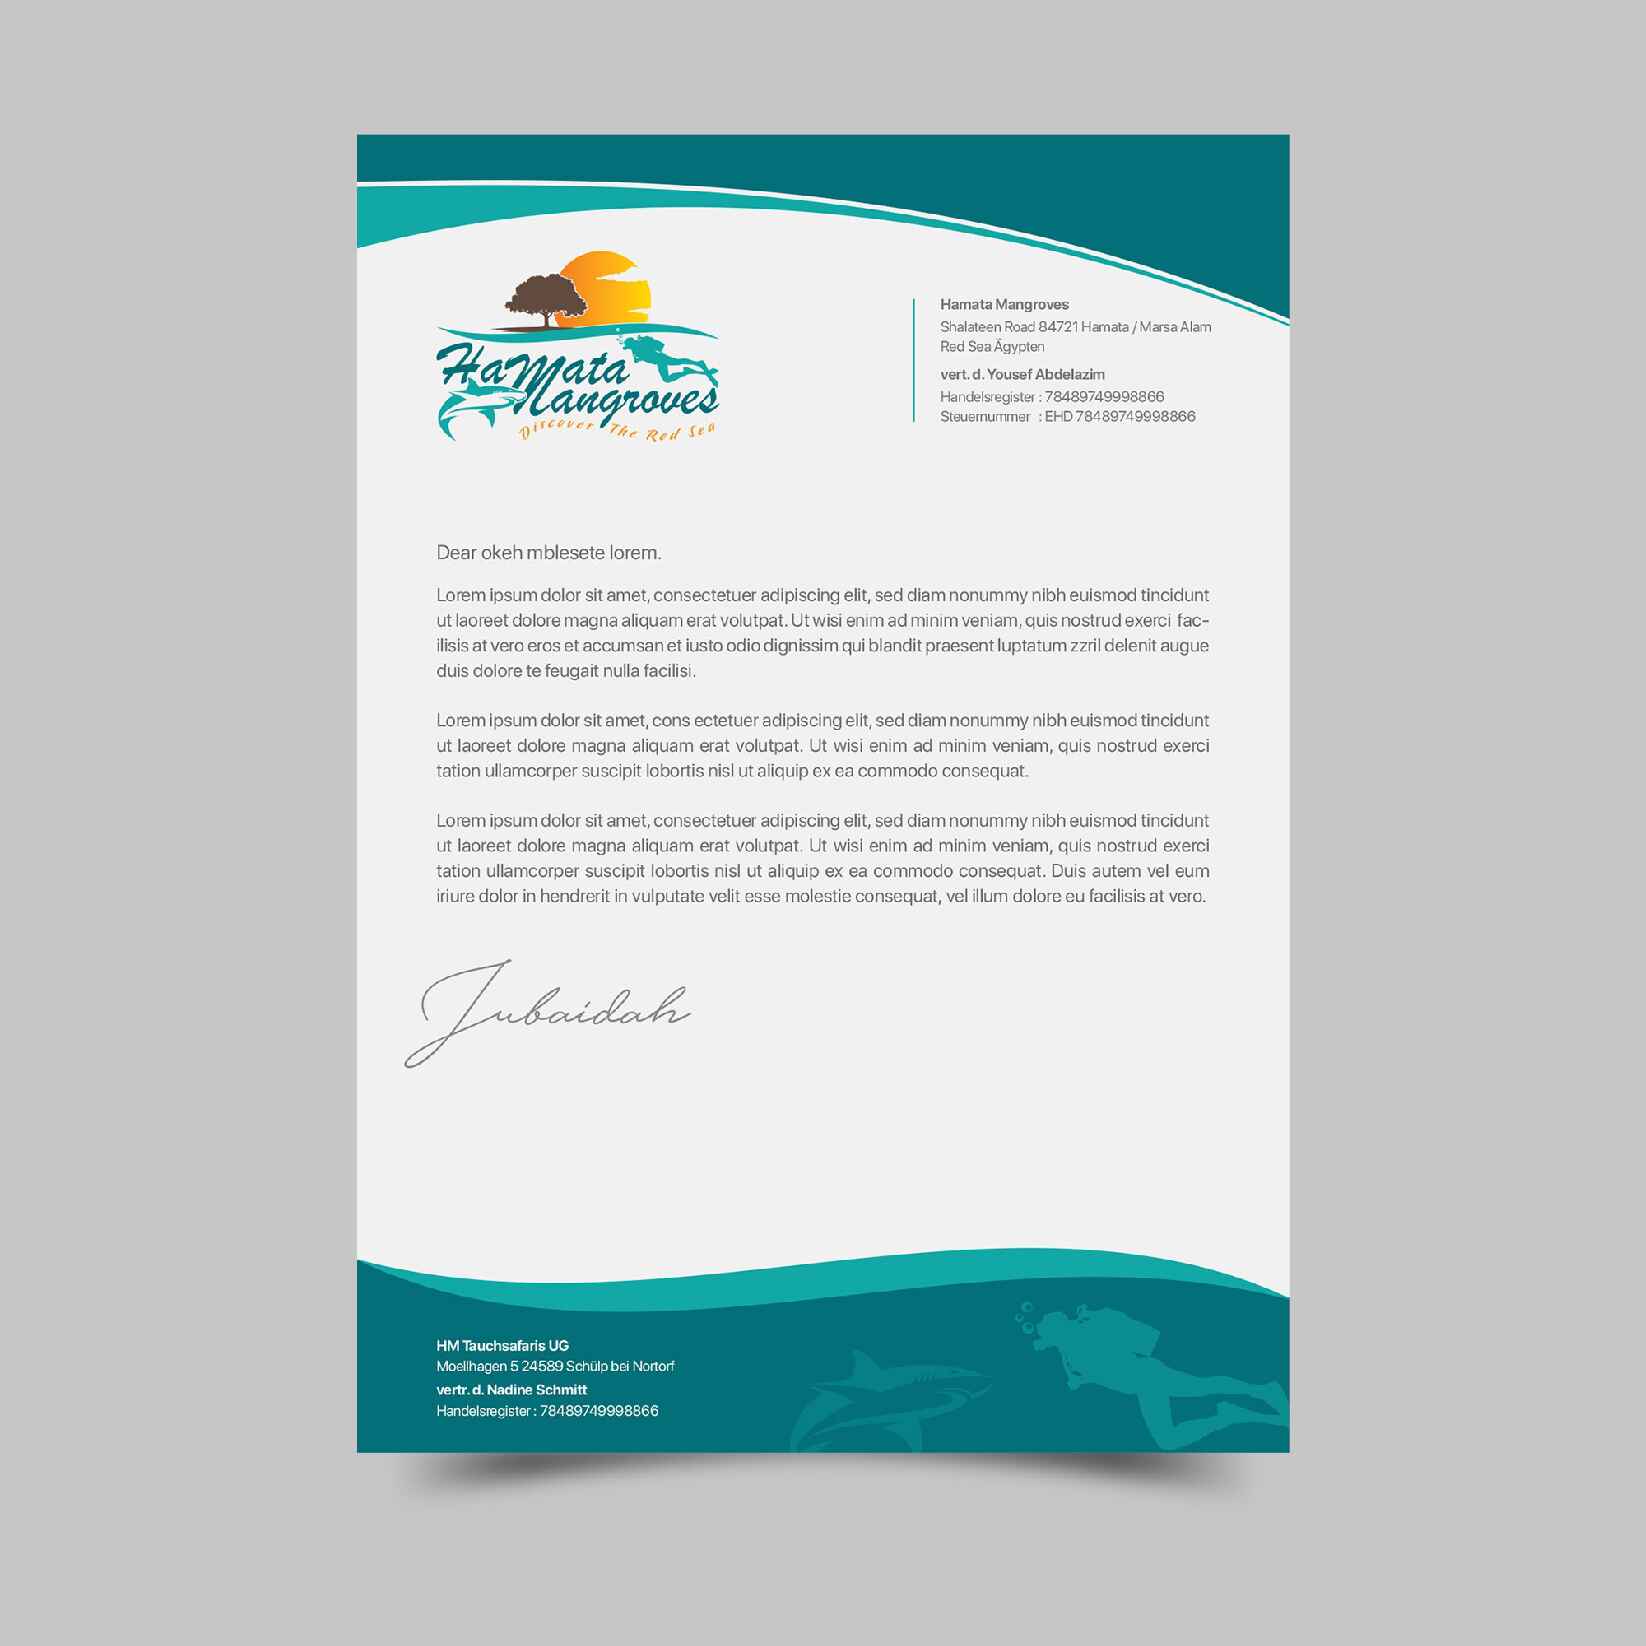 HaMata
Mangroves
Discover The Red Sea
Hamata Mangroves
Shalateen Road 84721 Hamata / Marsa Alam
Red Sea Ägypten
vert. d. Yousef Abdelazim
Handelsregister : 78489749998866
Steuernummer : EHD 78489749998866
Dear okeh mblesete lorem.
Lorem ipsum dolor sit amet, consectetuer adipiscing elit, sed diam nonummy nibh euismod tincidunt
ut laoreet dolore magna aliquam erat volutpat. Ut wisi enim ad minim veniam, quis nostrud exerci fac-
ilisis at vero eros et accumsan et iusto odio dignissim qui blandit praesent luptatum zzril delenit augue
duis dolore te feugait nulla facilisi.
Lorem ipsum dolor sit amet, cons ectetuer adipiscing elit, sed diam nonummy nibh euismod tincidunt
ut laoreet dolore magna aliquam erat volutpat. Ut wisi enim ad minim veniam, quis nostrud exerci
tation ullamcorper suscipit lobortis nisl ut aliquip ex ea commodo consequat.
Lorem ipsum dolor sit amet, consectetuer adipiscing elit, sed diam nonummy nibh euismod tincidunt
ut laoreet dolore magna aliquam erat volutpat. Ut wisi enim ad minim veniam, quis nostrud exerci
tation ullamcorper suscipit lobortis nisl ut aliquip ex ea commodo consequat. Duis autem vel eum
iriure dolor in hendrerit in vulputate velit esse molestie consequat, vel illum dolore eu facilisis at vero.
Jubaidah
HM Tauchsafaris UG
Moellhagen 5 24589 Schülp bei Nortorf
vertr. d. Nadine Schmitt
Handelsregister : 78489749998866